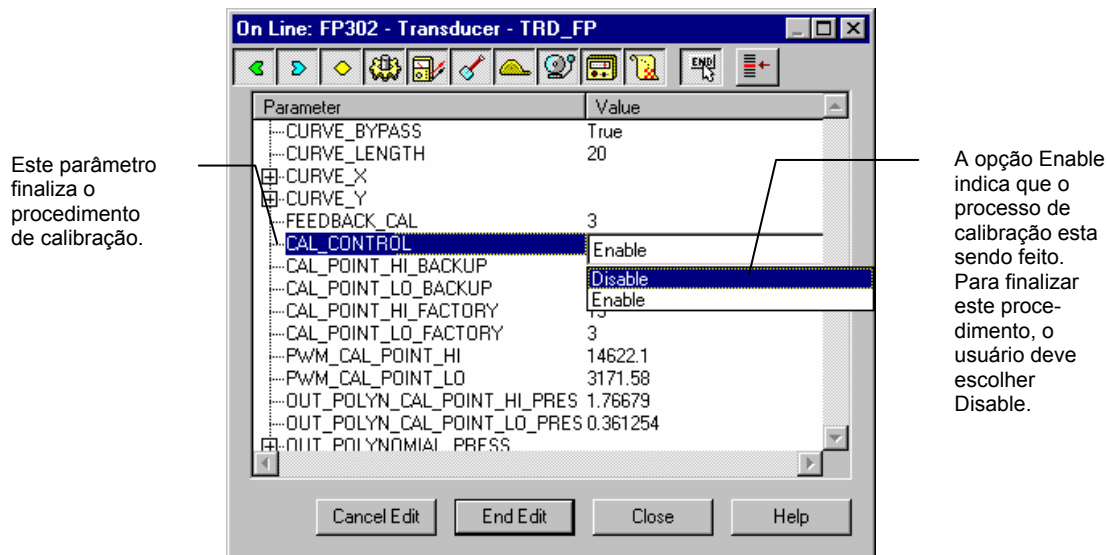 On Line: FP302 - Transducer - TRD_FP
END
Parameter Value
CURVE_BYPASS True
CURVE_LENGTH 20
CURVE_X
CURVE_Y
FEEDBACK_CAL 3
CAL_CONTROL Enable
CAL_POINT_HI_BACKUP Disable
CAL_POINT_LO_BACKUP Enable
CAL_POINT_HI_FACTORY
CAL_POINT_LO_FACTORY 3
PWM_CAL_POINT_HI 14622.1
PWM_CAL_POINT_LO 3171.58
OUT_POLYN_CAL_POINT_HI_PRES 1.76679
OUT_POLYN_CAL_POINT_LO_PRES 0.361254
OUT_POLYNOMIAL_PRESS
Cancel Edit End Edit Close Help
Este parâmetro
finaliza o
procedimento
de calibração.
A opção Enable
indica que o
processo de
calibração esta
sendo feito.
Para finalizar
este proce-
dimento, o
usuário deve
escolher
Disable.